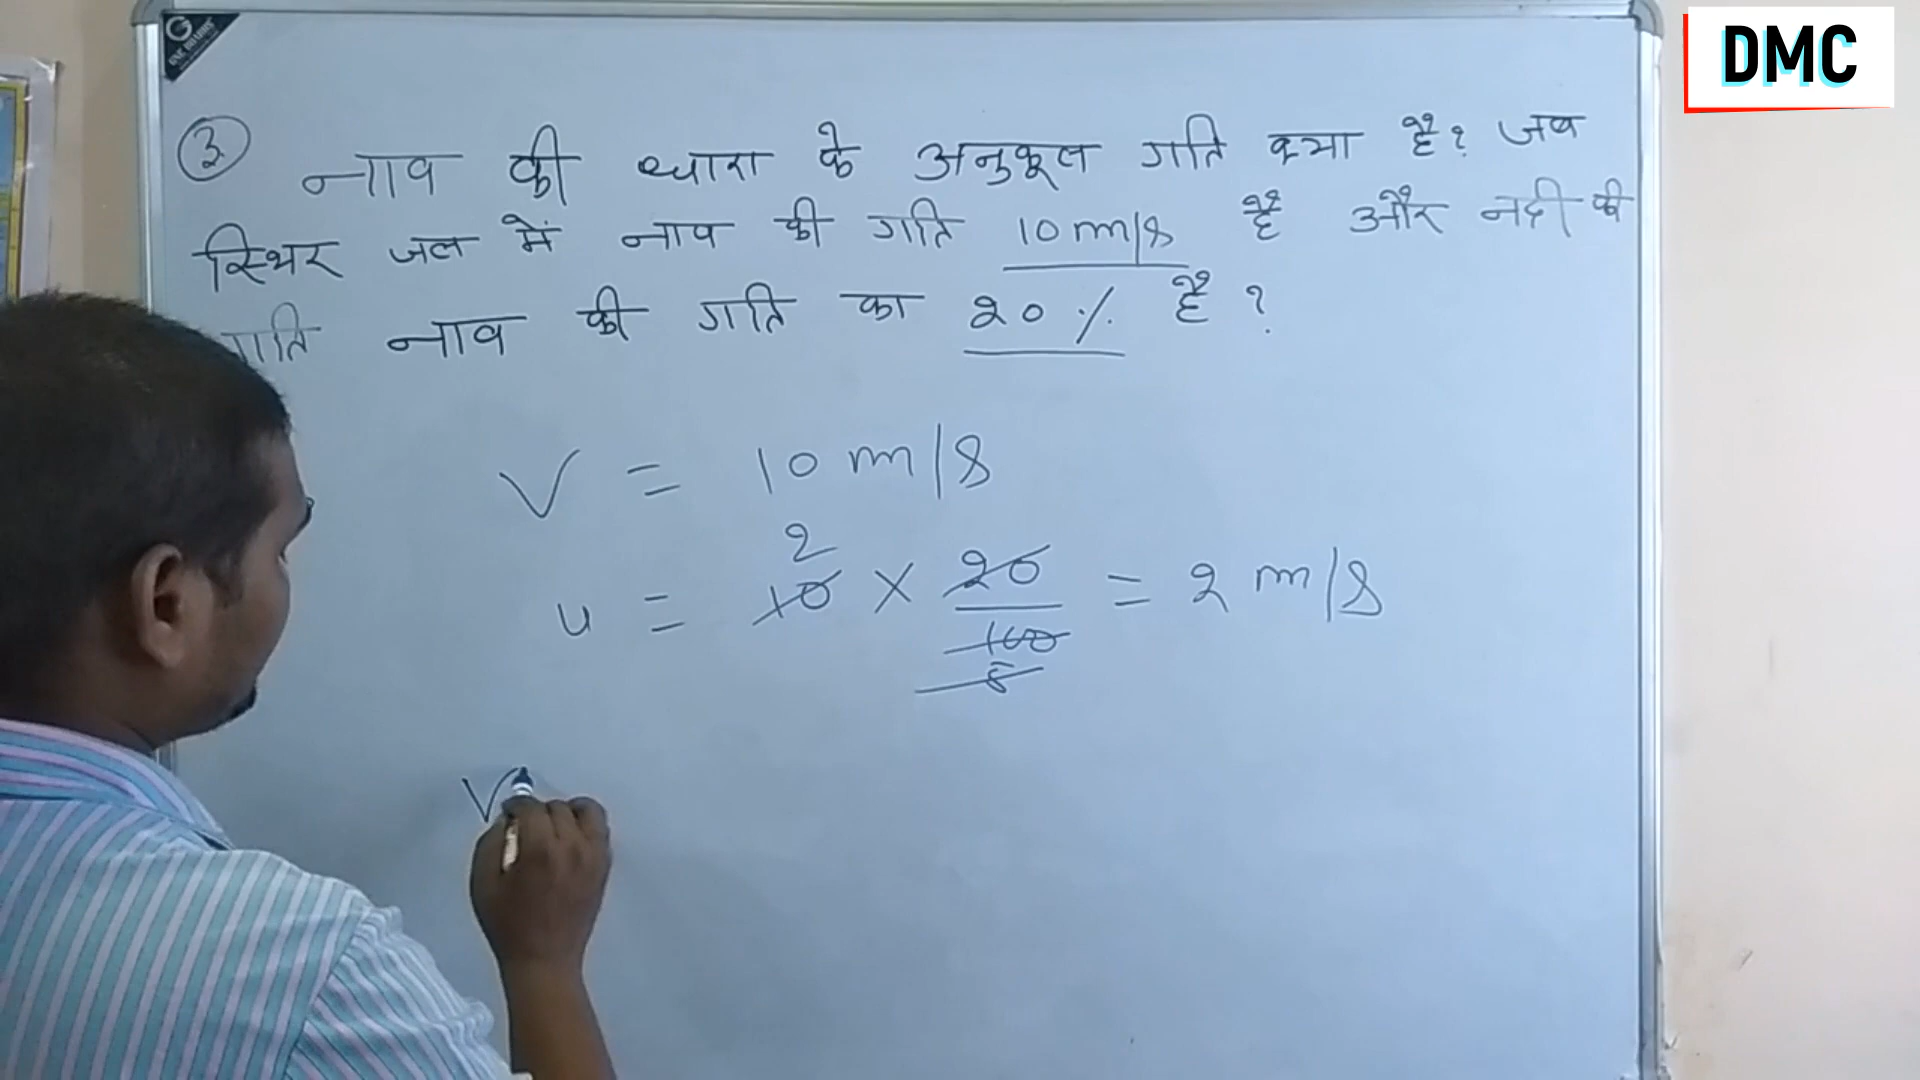 DMC
३ नाव की धारा के अनुकूल गति क्या है? जब
स्थिर जल में नाव की गति 10 m/s है और नदी की
गति नाव की गति का 20% है ?
V = 10 m/s
2
u = 10 × 20 = 2 m/s
100
5
V